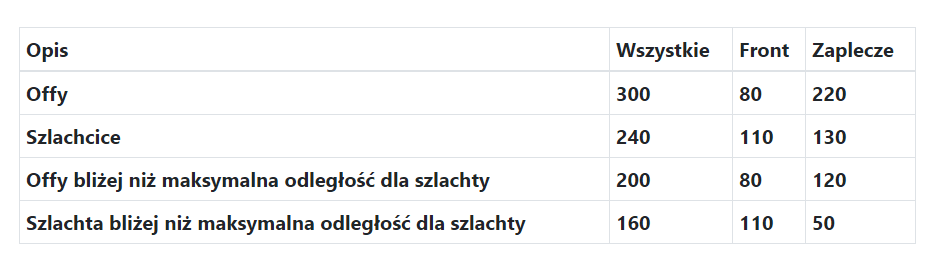 Opis Wszystkie Front Zaplecze
Offy 300 80 220
Szlachcice 240 110 130
Offy bliżej niż maksymalna odległość dla szlachty 200 80 120
Szlachta bliżej niż maksymalna odległość dla szlachty 160 110 50